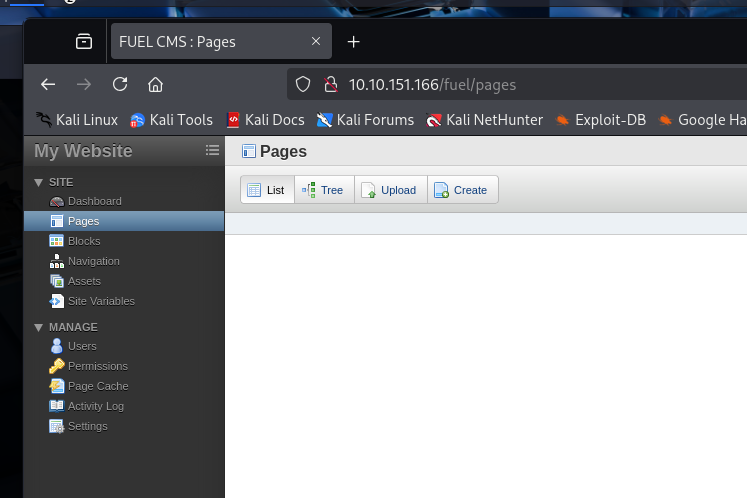 FUEL CMS : Pages
10.10.151.166/fuel/pages
Kali Linux Kali Tools Kali Docs Kali Forums Kali NetHunter Exploit-DB Google Ha
My Website
Pages
SITE
Dashboard
Pages
Blocks
Navigation
Assets
Site Variables
MANAGE
Users
Permissions
Page Cache
Activity Log
Settings
List Tree Upload Create